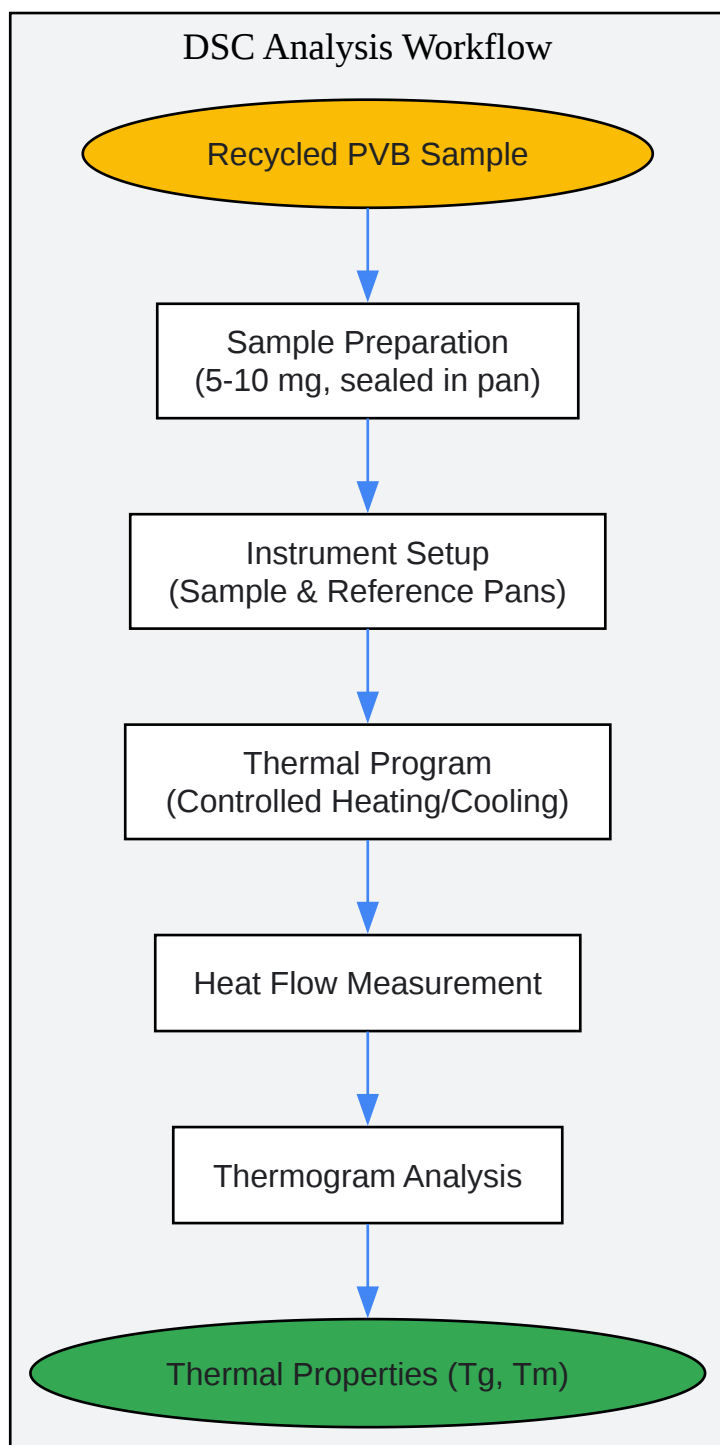 DSC Analysis Workflow
Recycled PVB Sample
Sample Preparation
(5-10 mg, sealed in pan)
Instrument Setup
(Sample & Reference Pans)
Thermal Program
(Controlled Heating/Cooling)
Heat Flow Measurement
Thermogram Analysis
Thermal Properties (Tg, Tm)